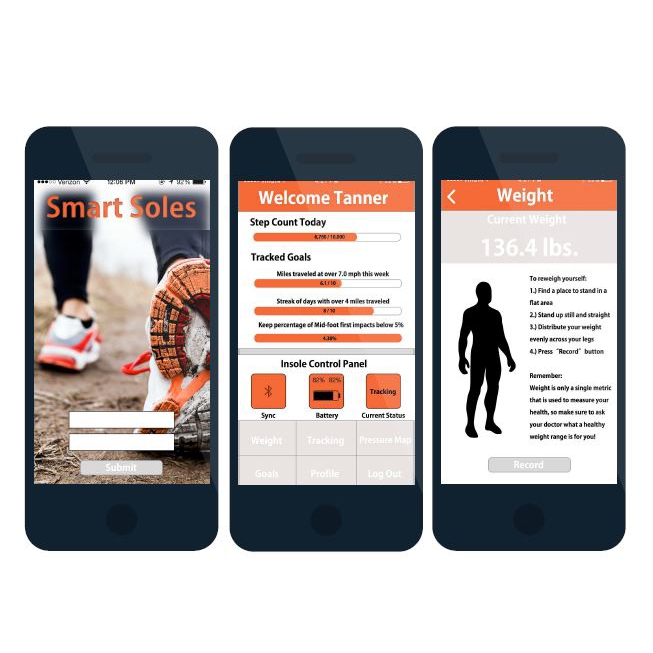 Verizon 12:08 PM 92%
Smart Soles
Submit
Welcome Tanner
Step Count Today
6,760 / 10,000
Tracked Goals
Miles traveled at over 7.0 mph this week
6.1 / 10
Streak of days with over 4 miles traveled
8 / 10
Keep percentage of Mid-foot first impacts below 5%
4.38%
Insole Control Panel
82% 82%
Tracking
Sync Battery Current Status
Weight Tracking Pressure Map
Goals Profile Log Out
Weight
Current Weight
136.4 lbs.
To reweigh yourself:
1.) Find a place to stand in a
flat area
2.) Stand up still and straight
3.) Distribute your weight
evenly across your legs
4.) Press “Record” button
Remember:
Weight is only a single metric
that is used to measure your
health, so make sure to ask
your doctor what a healthy
weight range is for you!
Record